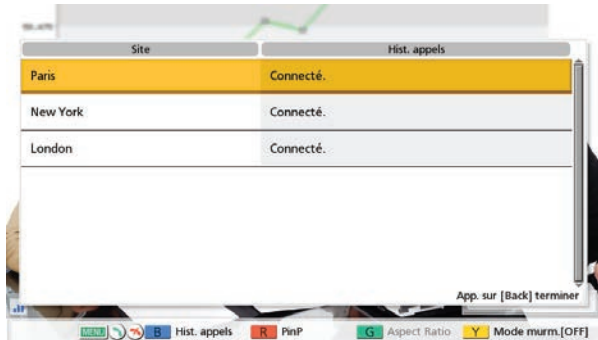 Site Hist. appels
Paris Connecté.
New York Connecté.
London Connecté.
App. sur [Back] terminer
MENU B Hist. appels R PinP G Aspect Ratio Y Mode murm.[OFF]